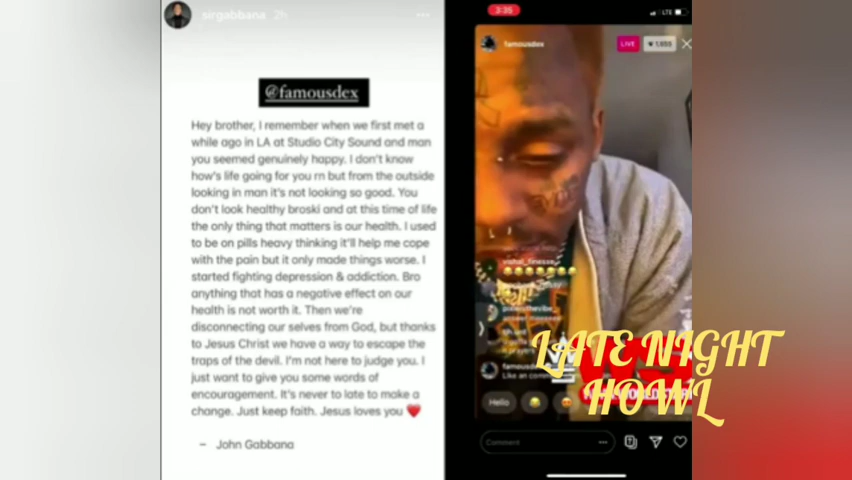 sirgabbana 2h
@famousdex
Hey brother, I remember when we first met a
while ago in LA at Studio City Sound and man
you seemed genuinely happy. I don't know
how's life going for you rn but from the outside
looking in man it's not looking so good. You
don't look healthy broski and at this time of life
the only thing that matters is our health. I used
to be on pills heavy thinking it'll help me cope
with the pain but it only made things worse. I
started fighting depression & addiction. Bro
anything that has a negative effect on our
health is not worth it. Then we're
disconnecting our selves from God, but thanks
to Jesus Christ we have a way to escape the
traps of the devil. I'm not here to judge you. I
just want to give you some words of
encouragement. It's never to late to make a
change. Just keep faith. Jesus loves you ❤️
– John Gabbana
3:35
LTE
famousdex
LIVE
Hello
Comment
LATE NIGHT
HOWL